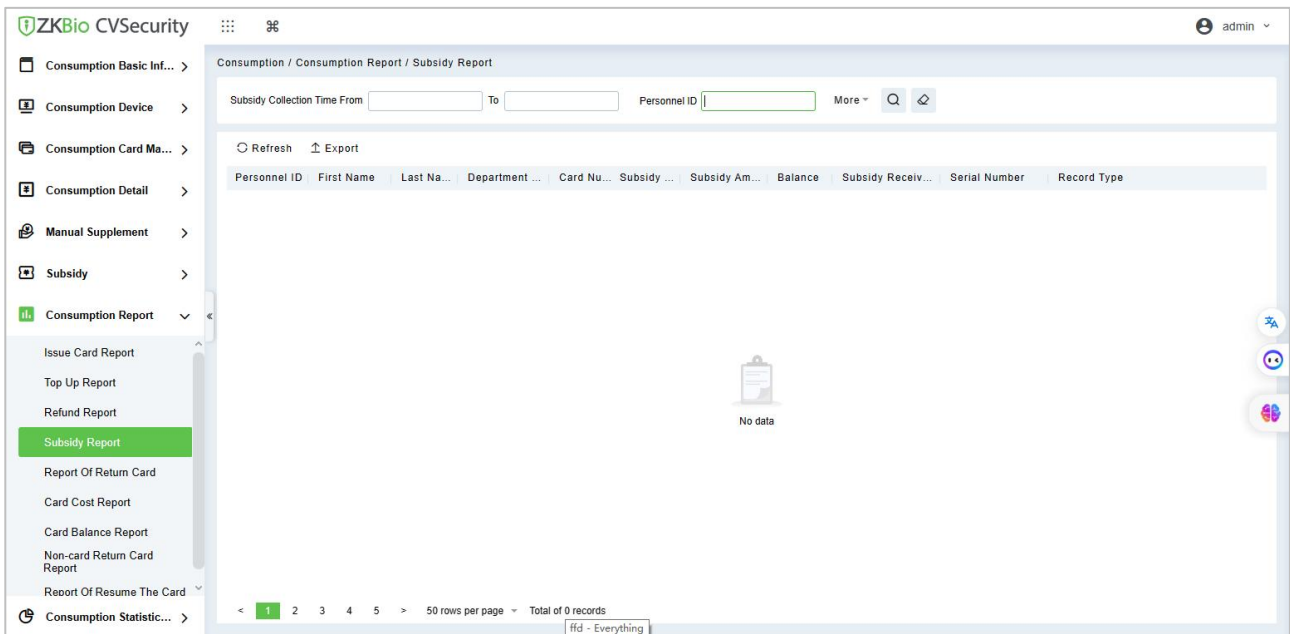 ZKBio CVSecurity
admin
Consumption Basic Inf...
Consumption Device
Consumption Card Ma...
Consumption Detail
Manual Supplement
Subsidy
Consumption Report
Issue Card Report
Top Up Report
Refund Report
Subsidy Report
Report Of Return Card
Card Cost Report
Card Balance Report
Non-card Return Card
Report
Report Of Resume The Card
Consumption Statistic...
Consumption / Consumption Report / Subsidy Report
Subsidy Collection Time From To Personnel ID More
Refresh Export
Personnel ID First Name Last Na... Department ... Card Nu... Subsidy ... Subsidy Am... Balance Subsidy Receiv... Serial Number Record Type
No data
< 1 2 3 4 5 > 50 rows per page Total of 0 records
ffd - Everything